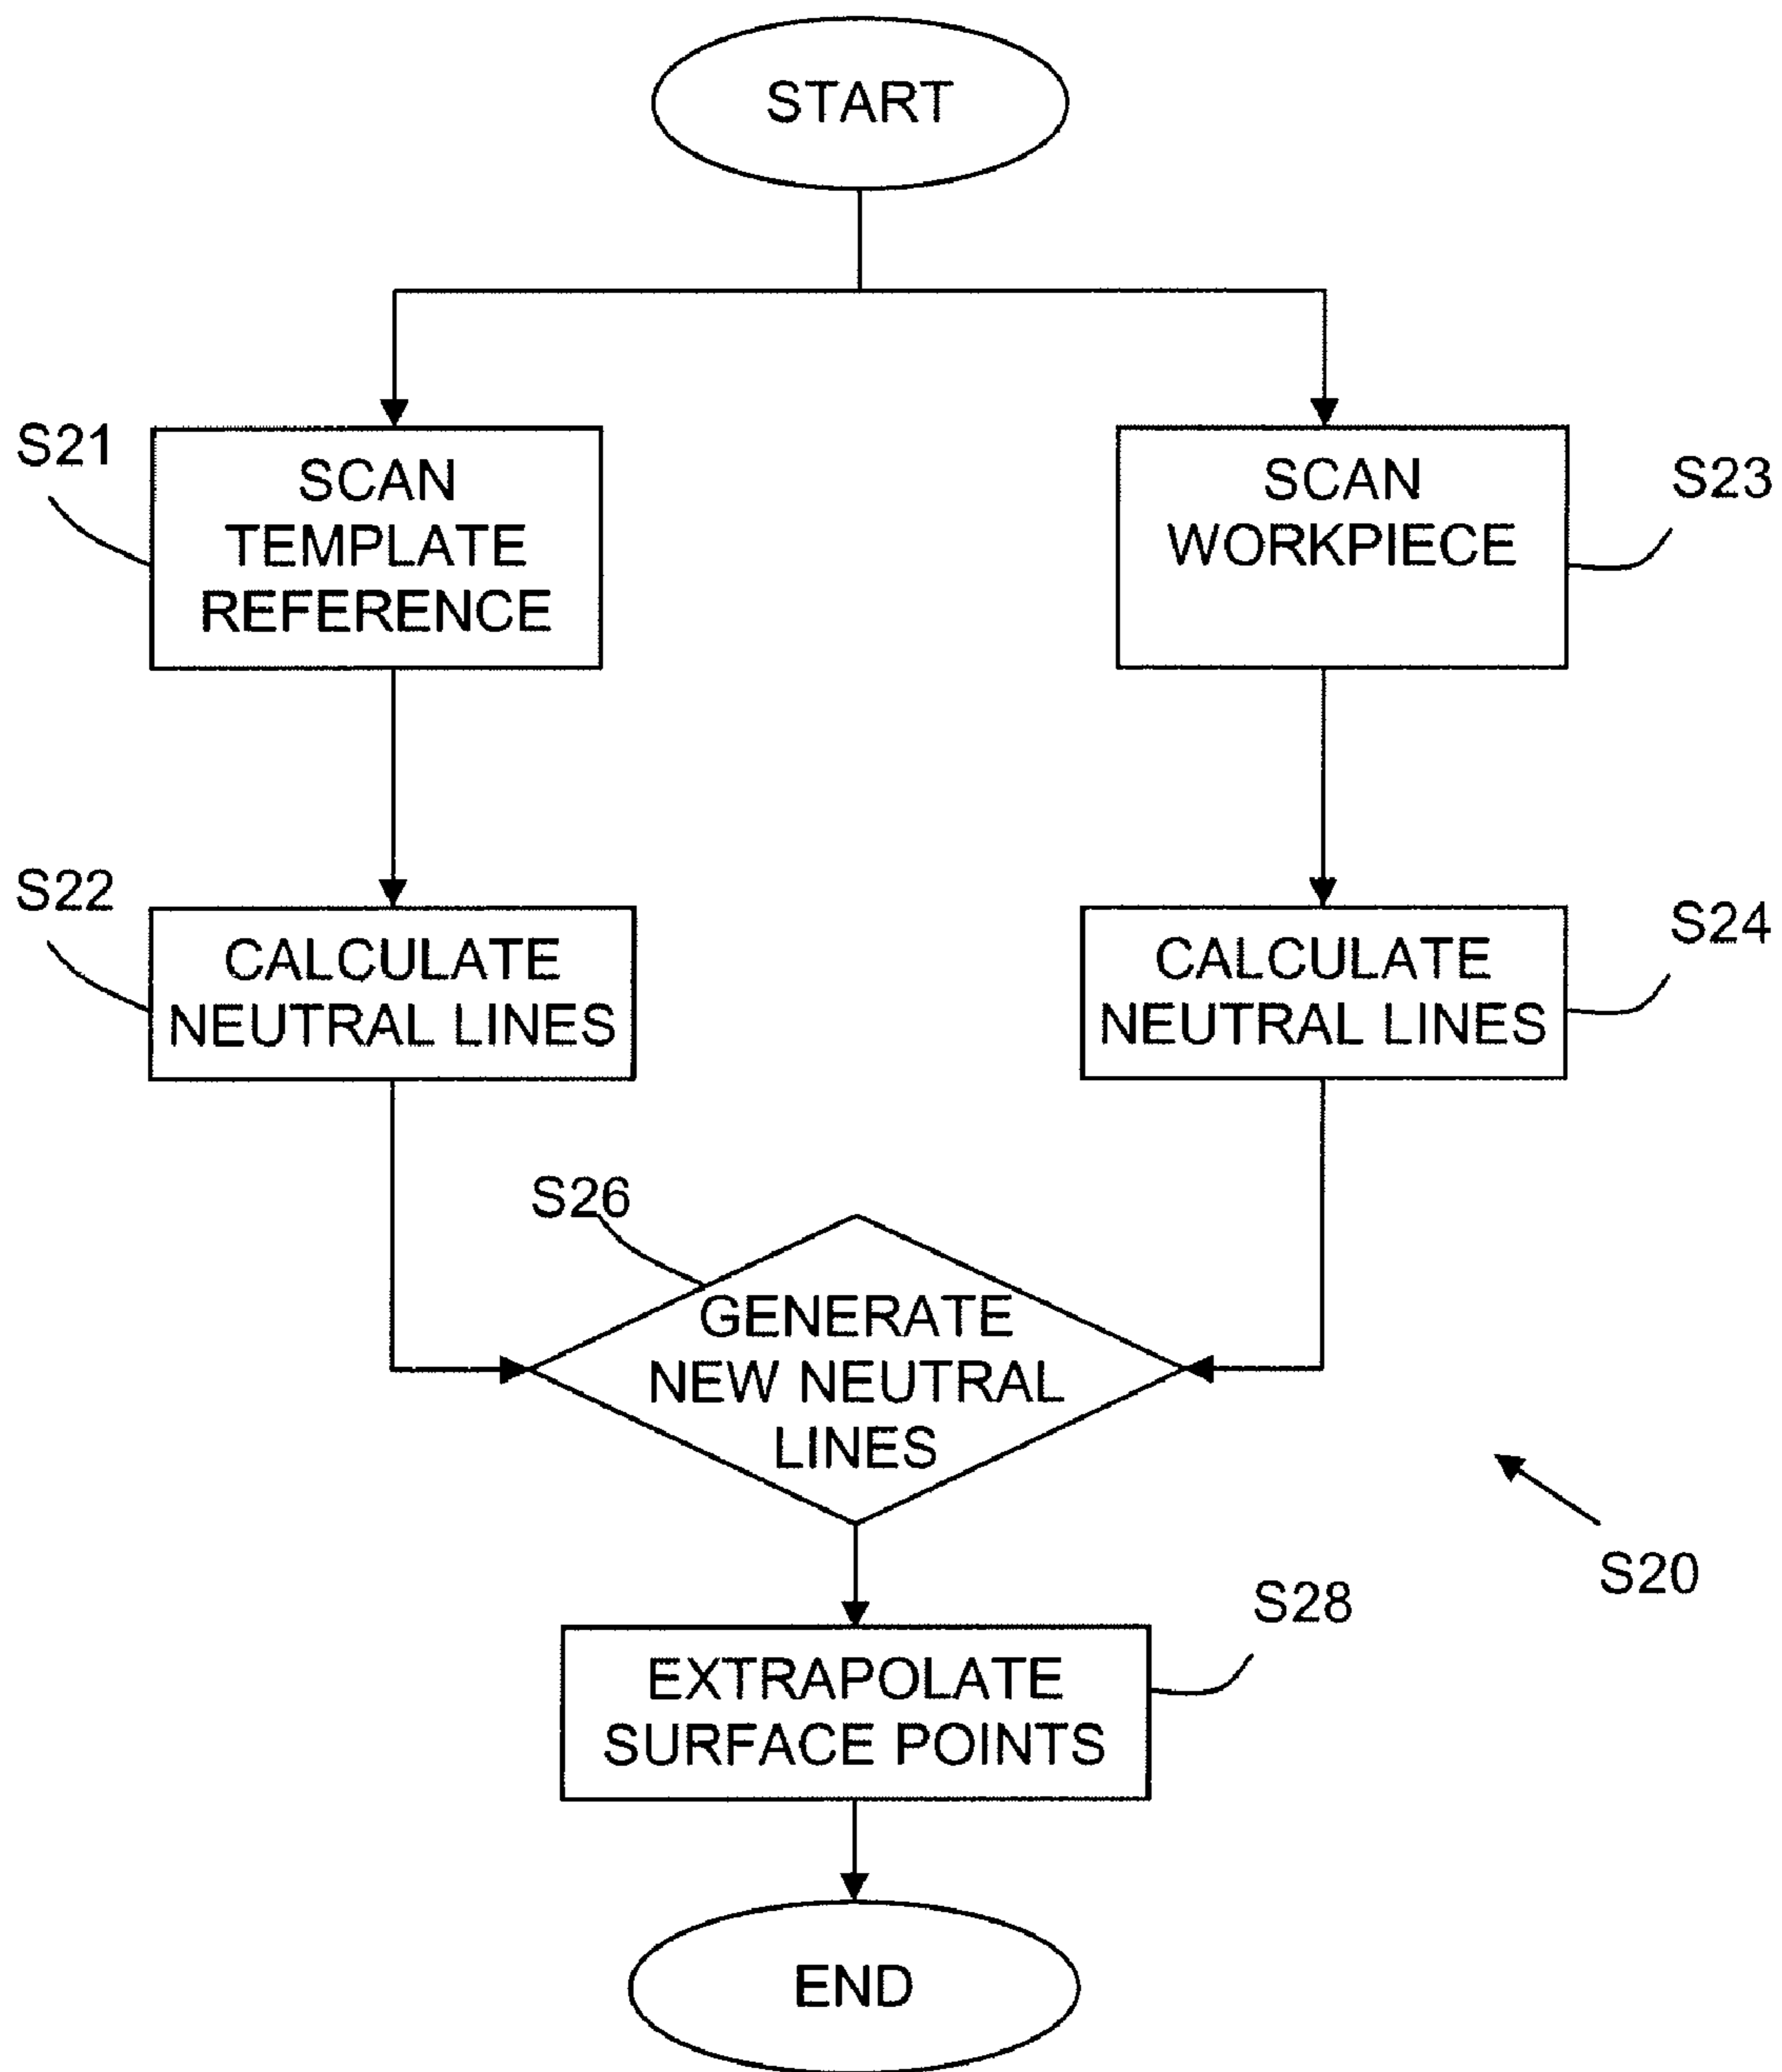 START
S21
SCAN
TEMPLATE
REFERENCE
SCAN
WORKPIECE
S23
S22
CALCULATE
NEUTRAL LINES
CALCULATE
NEUTRAL LINES
S24
S26
GENERATE
NEW NEUTRAL
LINES
S20
S28
EXTRAPOLATE
SURFACE POINTS
END